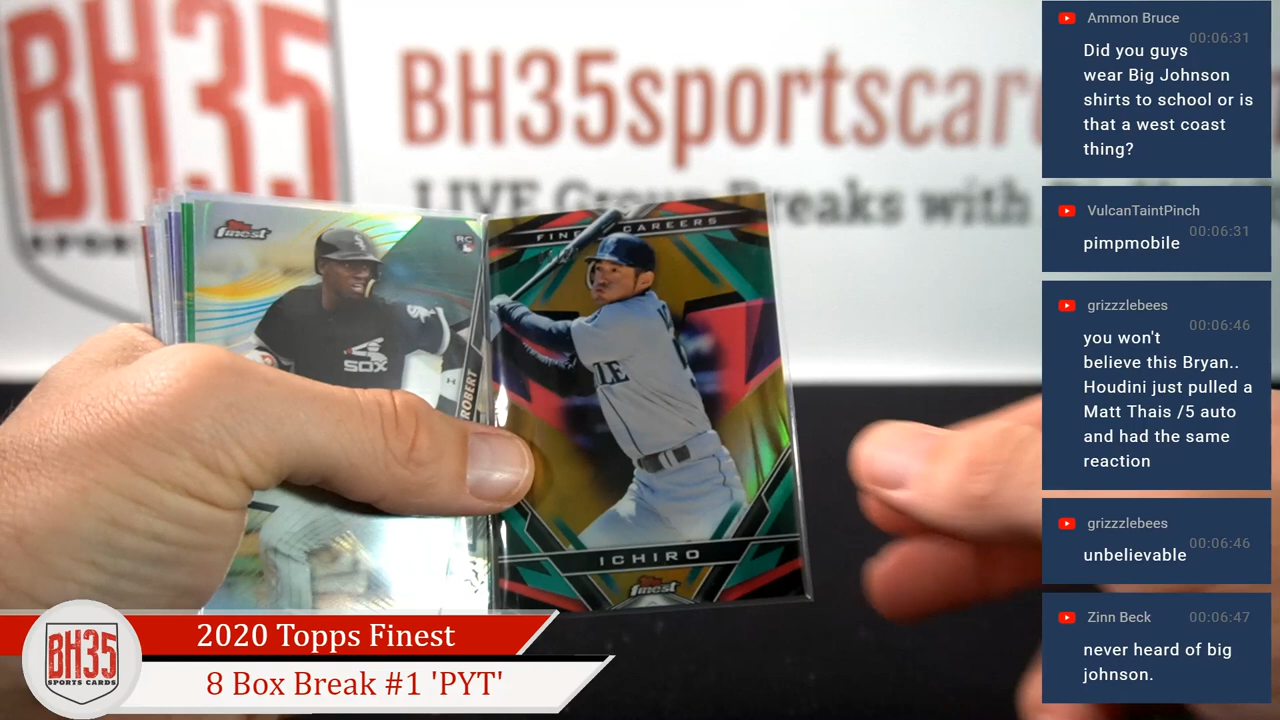 BH35
SPORTS
BH35sportscar
LIVE Group Breaks with
Topps
finest
RC
SOX
ROBERT
CAREERS
ICHIRO
Topps
finest
BH35
SPORTS CARDS
2020 Topps Finest
8 Box Break #1 'PYT'
Ammon Bruce
00:06:31
Did you guys
wear Big Johnson
shirts to school or is
that a west coast
thing?
VulcanTaintPinch
00:06:31
pimpmobile
grizzzlebees
00:06:46
you won't
believe this Bryan..
Houdini just pulled a
Matt Thais /5 auto
and had the same
reaction
grizzzlebees
00:06:46
unbelievable
Zinn Beck
00:06:47
never heard of big
johnson.